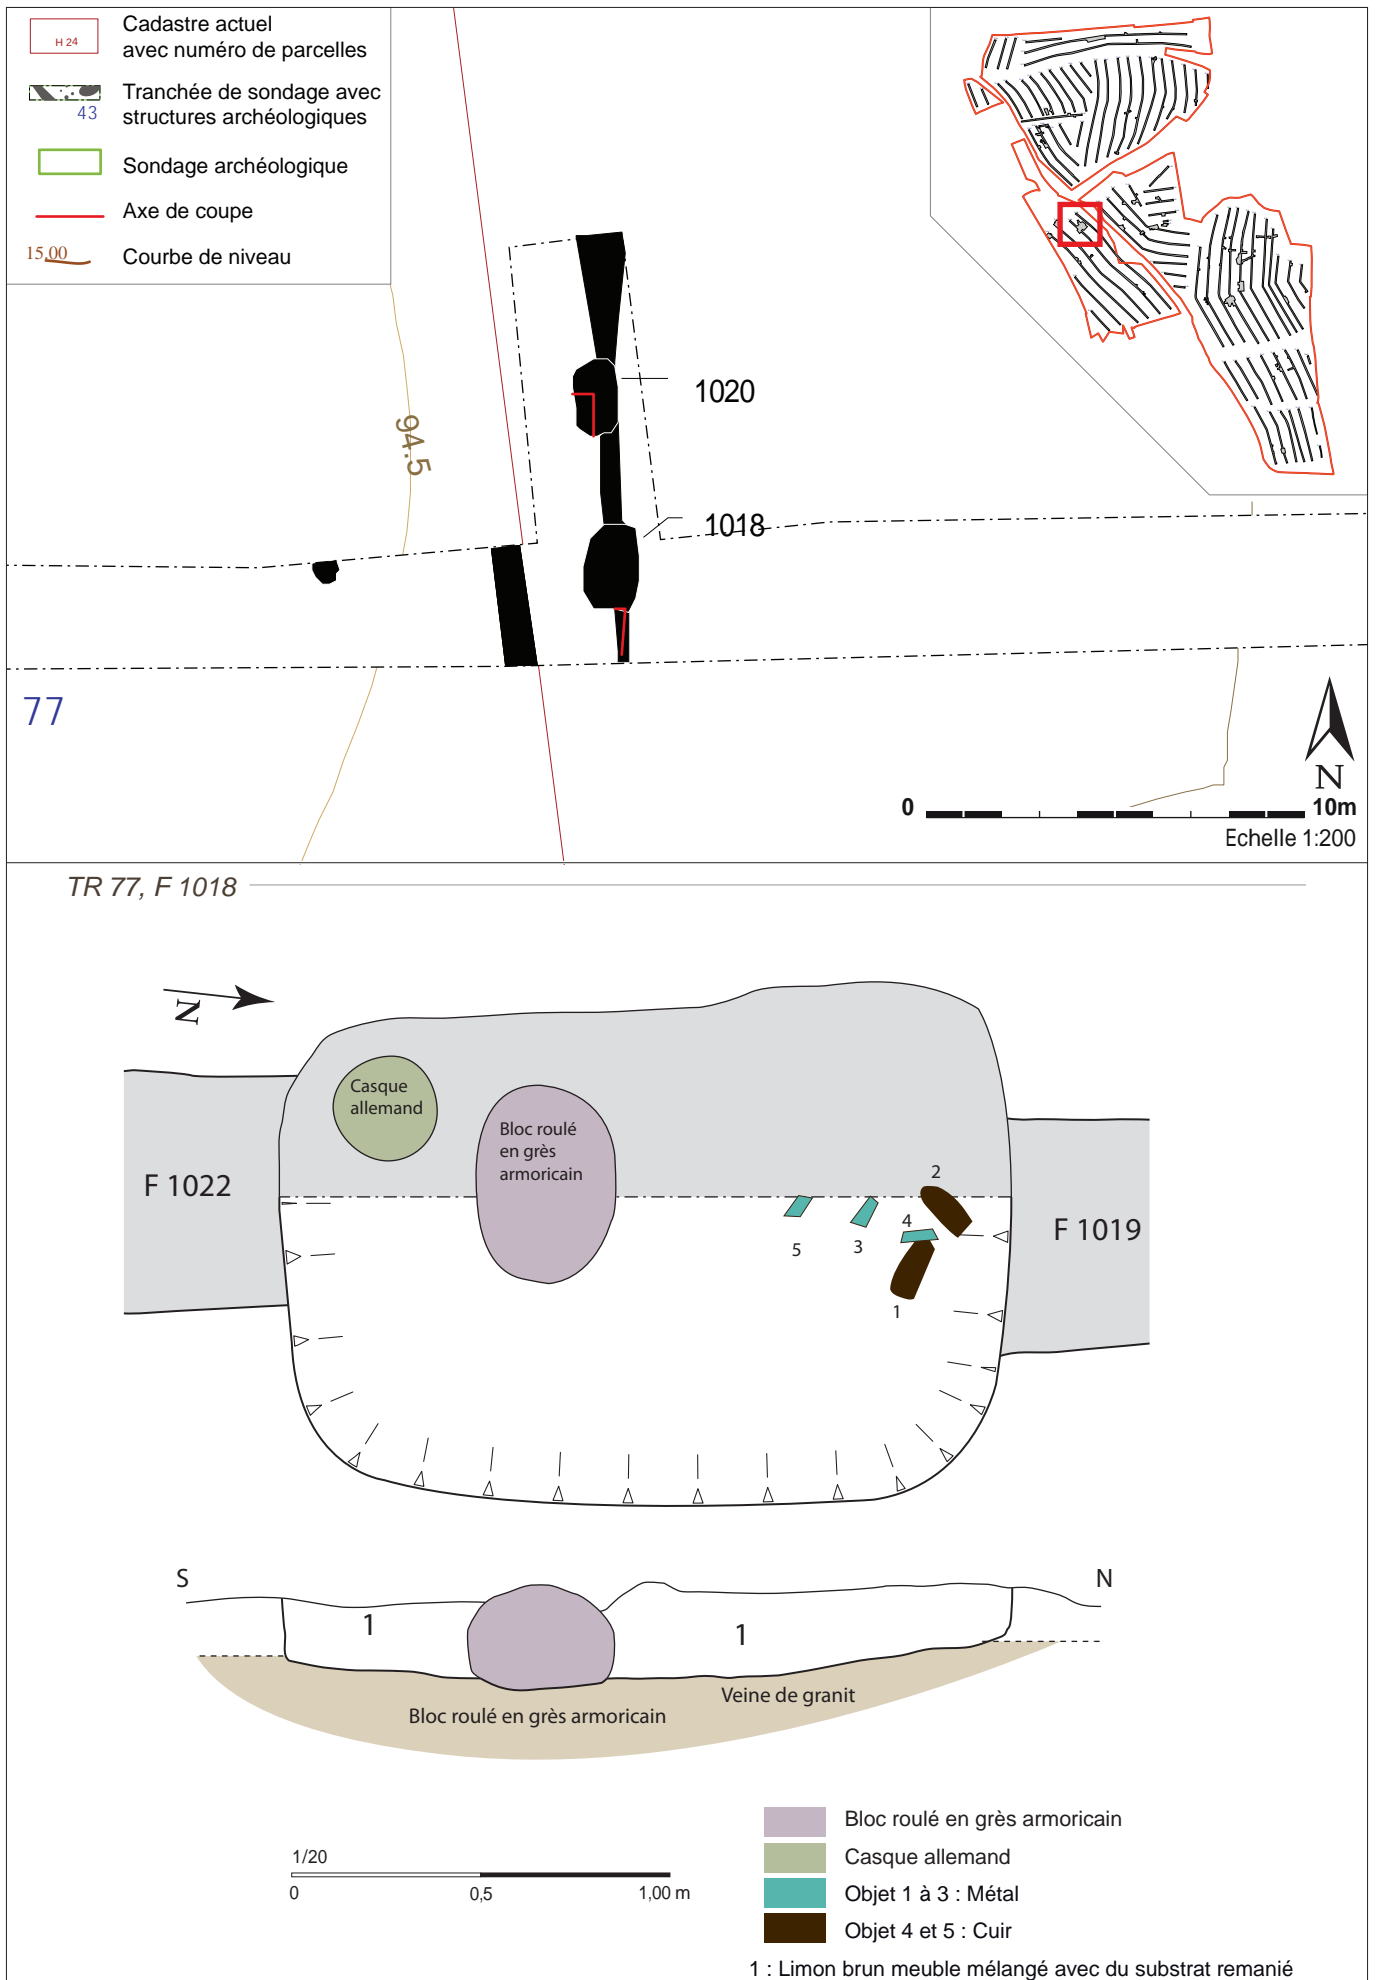 H 24
Cadastre actuel
avec numéro de parcelles
43
Tranchée de sondage avec
structures archéologiques
Sondage archéologique
Axe de coupe
15.00
Courbe de niveau
94.5
1020
1018
77
N
0
10m
Echelle 1:200
TR 77, F 1018
N
Casque
allemand
Bloc roulé
en grès
armoricain
F 1022
2
4
5
3
1
F 1019
S
N
1
1
Veine de granit
Bloc roulé en grès armoricain
1/20
0
0,5
1,00 m
Bloc roulé en grès armoricain
Casque allemand
Objet 1 à 3 : Métal
Objet 4 et 5 : Cuir
1 : Limon brun meuble mélangé avec du substrat remanié